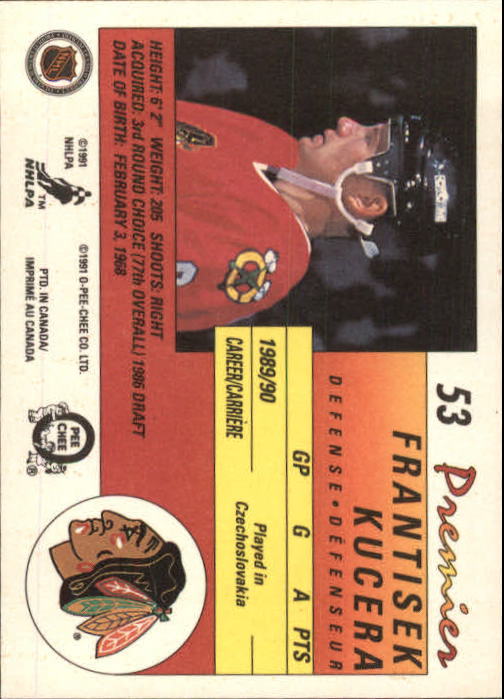 53 Premier
FRANTISEK
KUCERA
DEFENSE • DÉFENSEUR
GP G A PTS
1989/90 Played in
CAREER/CARRIÈRE Czechoslovakia
HEIGHT: 6' 2" WEIGHT: 205 SHOOTS: RIGHT
ACQUIRED: 3rd ROUND CHOICE (77th OVERALL) 1986 DRAFT
DATE OF BIRTH: FEBRUARY 3, 1968
NHL
©1991
NHLPA
TM
NHLPA
©1991 O-PEE-CHEE CO. LTD.
PTD. IN CANADA/
IMPRIMÉ AU CANADA
O
PEE
CHEE
®
®